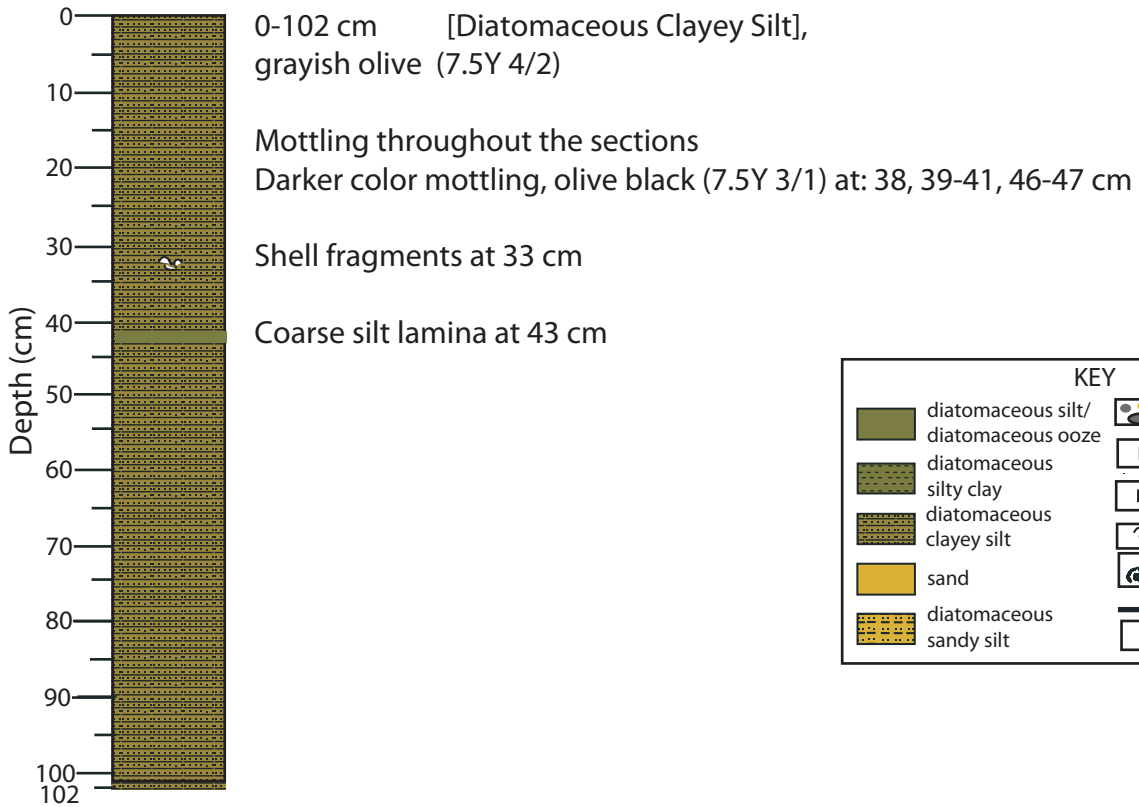 0-102 cm [Diatomaceous Clayey Silt],
grayish olive (7.5Y 4/2)
Mottling throughout the sections
Darker color mottling, olive black (7.5Y 3/1) at: 38, 39-41, 46-47 cm
Shell fragments at 33 cm
Coarse silt lamina at 43 cm
Depth (cm)
0
10
20
30
40
50
60
70
80
90
100
102
KEY
diatomaceous silt/
diatomaceous ooze
diatomaceous
silty clay
diatomaceous
clayey silt
sand
diatomaceous
sandy silt